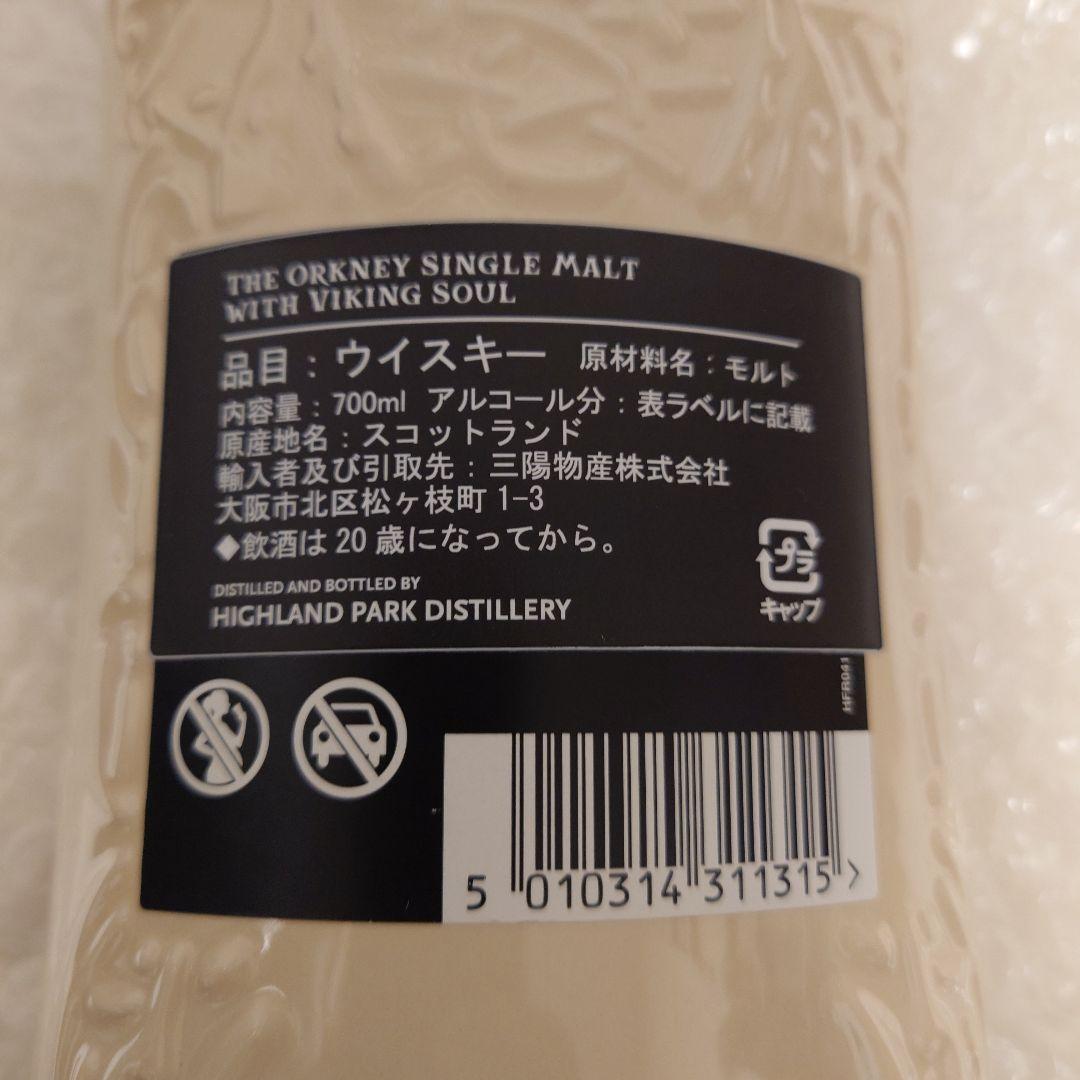 THE ORKNEY SINGLE MALT
WITH VIKING SOUL
品目：ウイスキー 原材料名：モルト
内容量：700ml アルコール分：表ラベルに記載
原産地名：スコットランド
輸入者及び引取先：三陽物産株式会社
大阪市北区松ヶ枝町 1-3
◆飲酒は 20 歳になってから。
プラ
キャップ
DISTILLED AND BOTTLED BY
HIGHLAND PARK DISTILLERY
HFR041
5 010314 311315 >